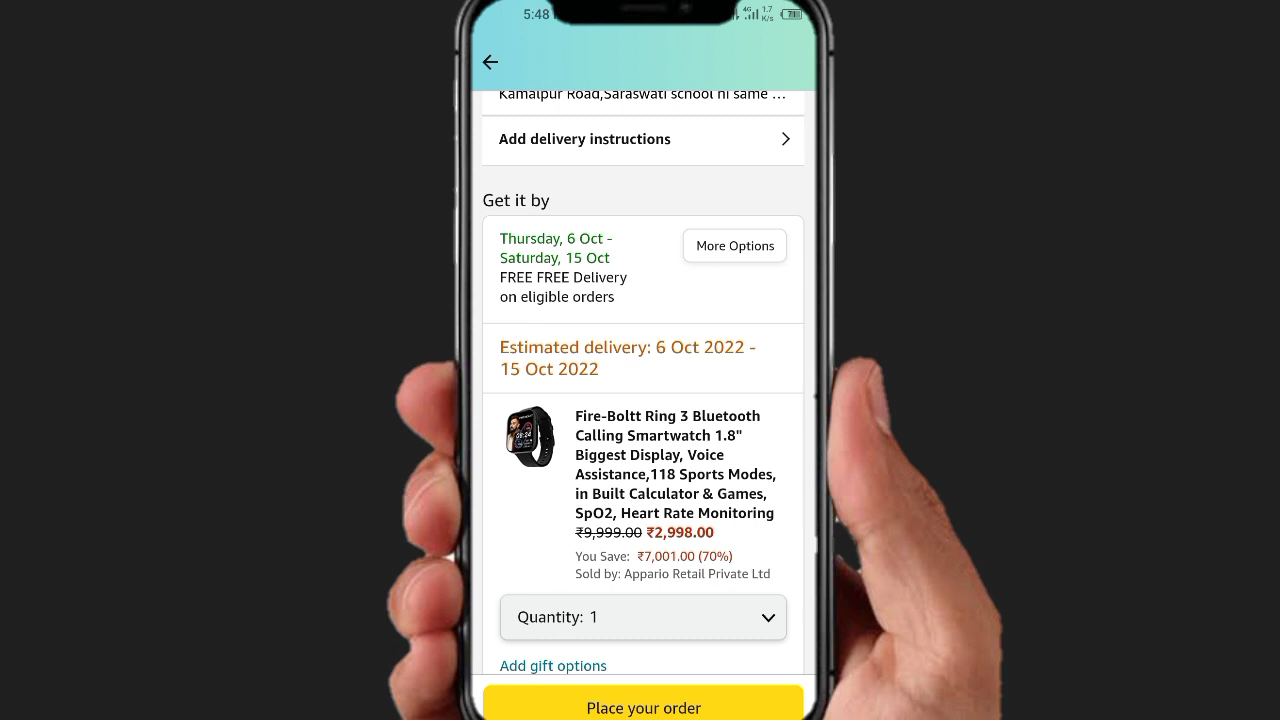 5:48
4G 1.7 K/s 71
Kamalpur Road,Saraswati school ni same ...
Add delivery instructions
Get it by
Thursday, 6 Oct -
Saturday, 15 Oct
More Options
FREE FREE Delivery
on eligible orders
Estimated delivery: 6 Oct 2022 -
15 Oct 2022
Fire-Boltt Ring 3 Bluetooth
Calling Smartwatch 1.8"
Biggest Display, Voice
Assistance,118 Sports Modes,
in Built Calculator & Games,
SpO2, Heart Rate Monitoring
₹9,999.00 ₹2,998.00
You Save: ₹7,001.00 (70%)
Sold by: Appario Retail Private Ltd
Quantity: 1
Add gift options
Place your order